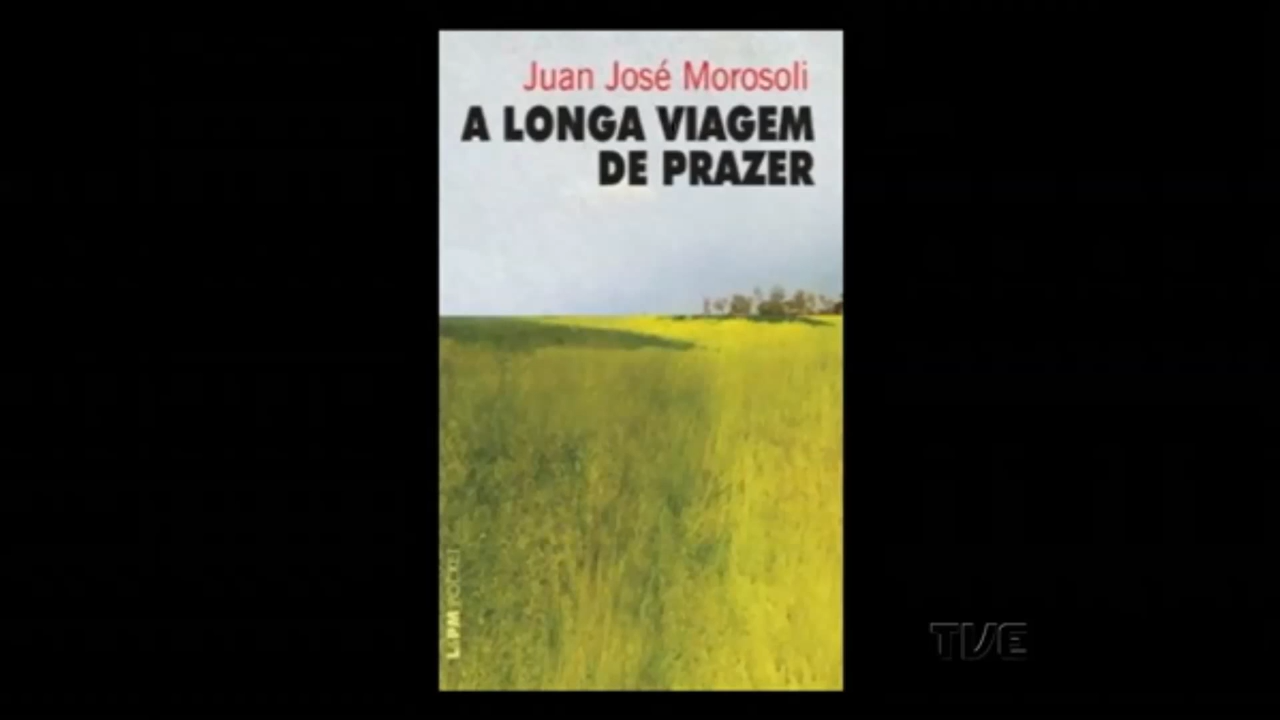 Juan José Morosoli
A LONGA VIAGEM
DE PRAZER
L&PM POCKET
TVE